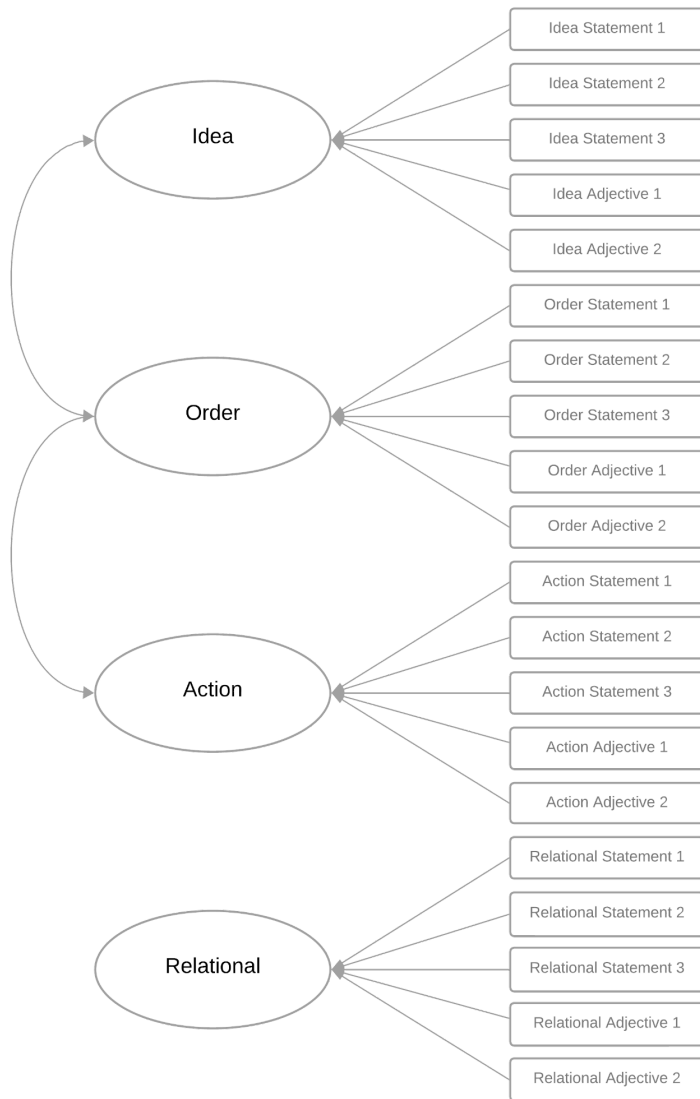 Idea Statement 1
Idea Statement 2
Idea
Idea Statement 3
Idea Adjective 1
Idea Adjective 2
Order Statement 1
Order Statement 2
Order
Order Statement 3
Order Adjective 1
Order Adjective 2
Action Statement 1
Action Statement 2
Action
Action Statement 3
Action Adjective 1
Action Adjective 2
Relational Statement 1
Relational Statement 2
Relational
Relational Statement 3
Relational Adjective 1
Relational Adjective 2